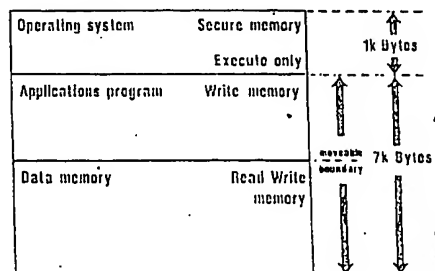 Operating system Secure memory
1k Bytes
Executo only
Applications program Write memory
moveable 7k Bytes
boundary
Data memory Read Write
memory